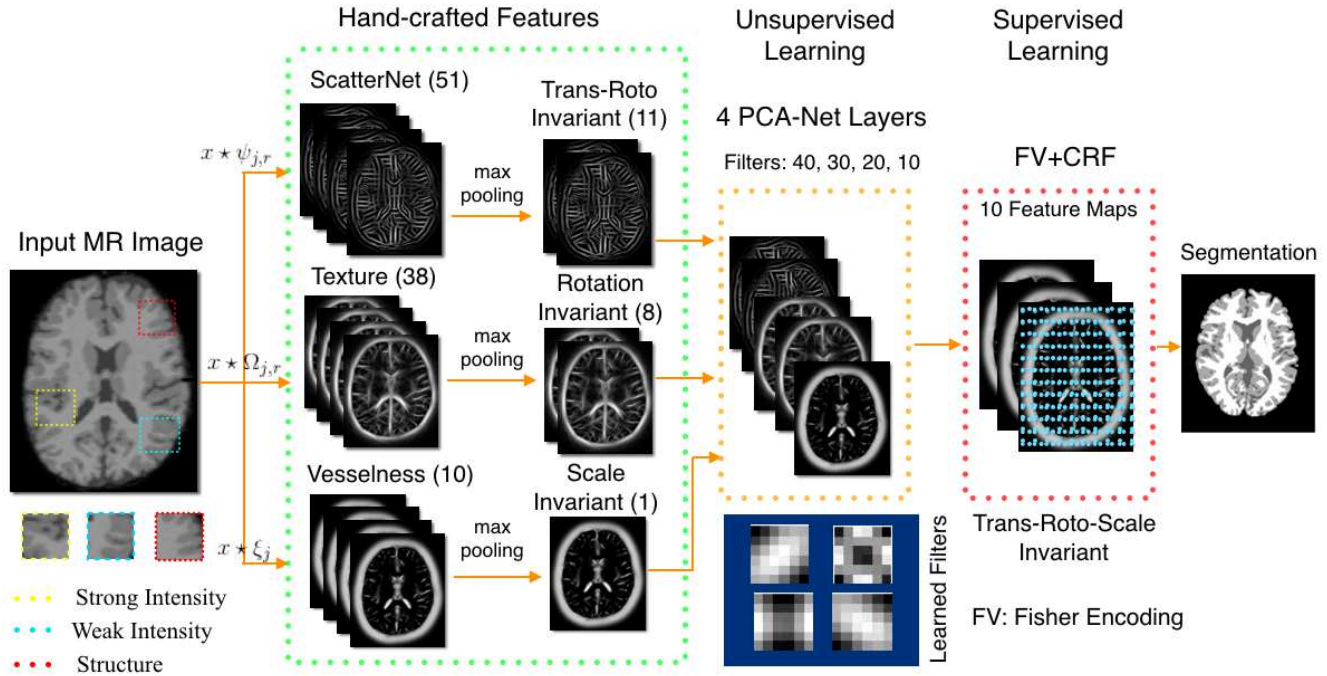 Hand-crafted Features
Unsupervised
Learning
Supervised
Learning
ScatterNet (51)
Trans-Roto
Invariant (11)
4 PCA-Net Layers
Filters: 40, 30, 20, 10
FV+CRF
x ⋆ ψ_{j,r}
max
pooling
10 Feature Maps
Input MR Image
Segmentation
Texture (38)
Rotation
Invariant (8)
x ⋆ Ω_{j,r}
max
pooling
Vesselness (10)
Scale
Invariant (1)
x ⋆ ξ_j
max
pooling
Learned Filters
Trans-Roto-Scale
Invariant
FV: Fisher Encoding
Strong Intensity
Weak Intensity
Structure